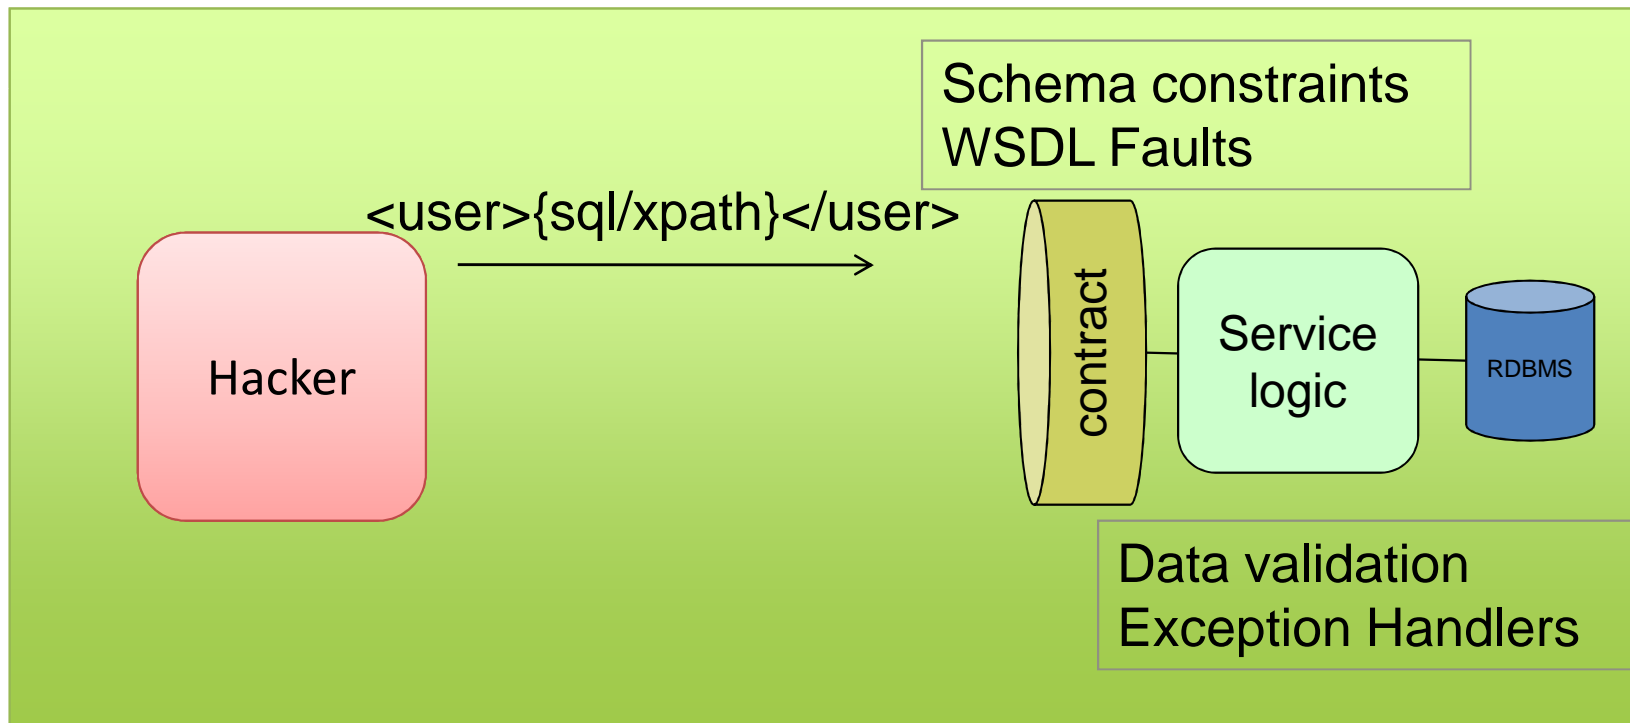 Schema constraints
WSDL Faults
<user>{sql/xpath}</user>
Hacker
contract
Service
logic
RDBMS
Data validation
Exception Handlers